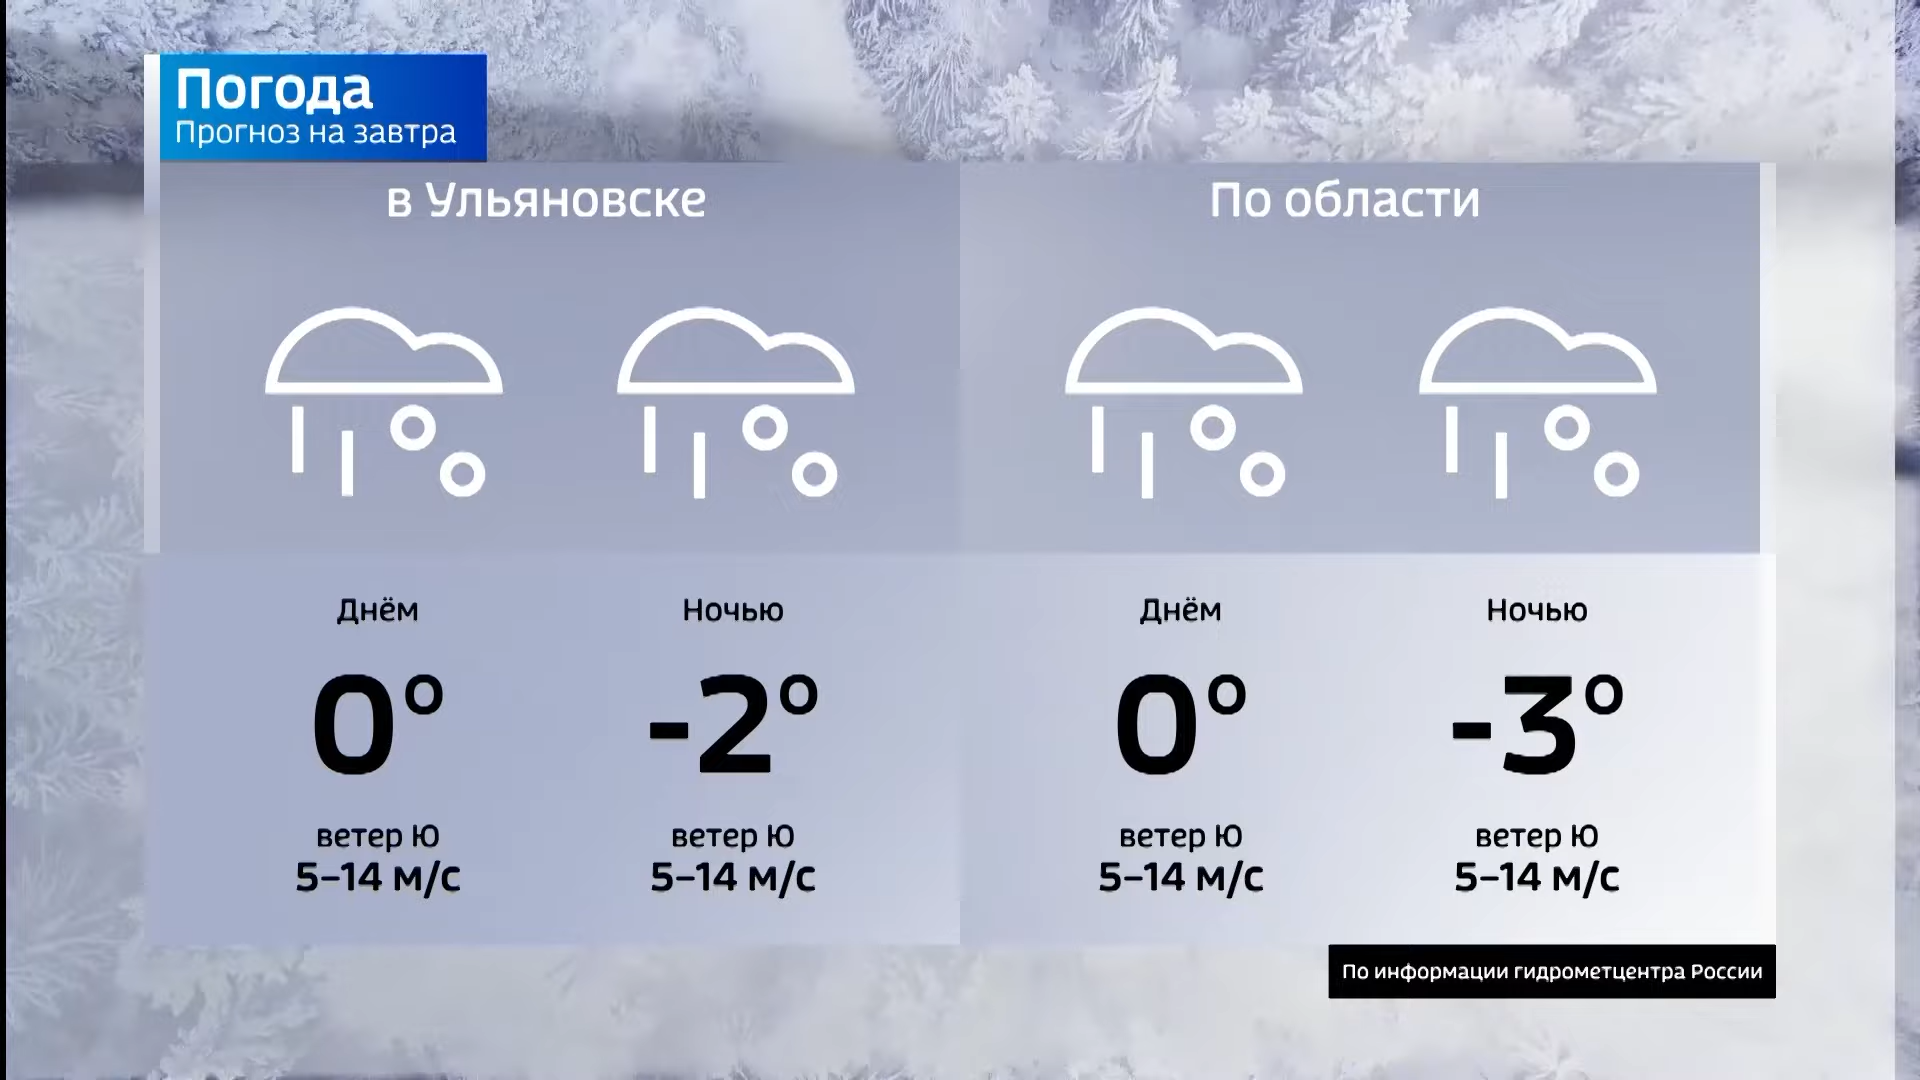 Погода
Прогноз на завтра
в Ульяновске
По области
Днём
Ночью
Днём
Ночью
0°
-2°
0°
-3°
ветер Ю
ветер Ю
ветер Ю
ветер Ю
5–14 м/с
5–14 м/с
5–14 м/с
5–14 м/с
По информации гидрометцентра России